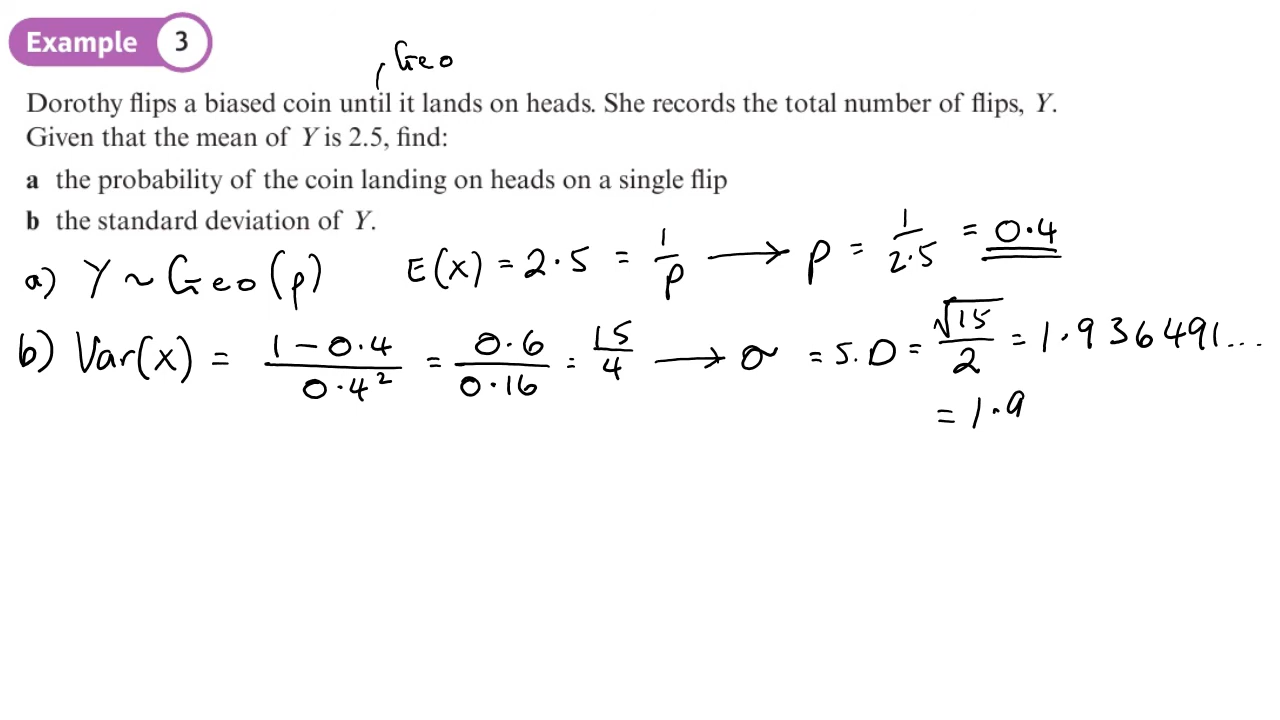 Example 3
Geo
Dorothy flips a biased coin until it lands on heads. She records the total number of flips, Y.
Given that the mean of Y is 2.5, find:
a the probability of the coin landing on heads on a single flip
b the standard deviation of Y.
a) Y ~ Geo(p) E(x) = 2.5 = 1/p → p = 1/2.5 = 0.4
b) Var(x) = 1 - 0.4/0.4² = 0.6/0.16 = 15/4 → σ = S.D = √15/2 = 1.936491...
= 1.9